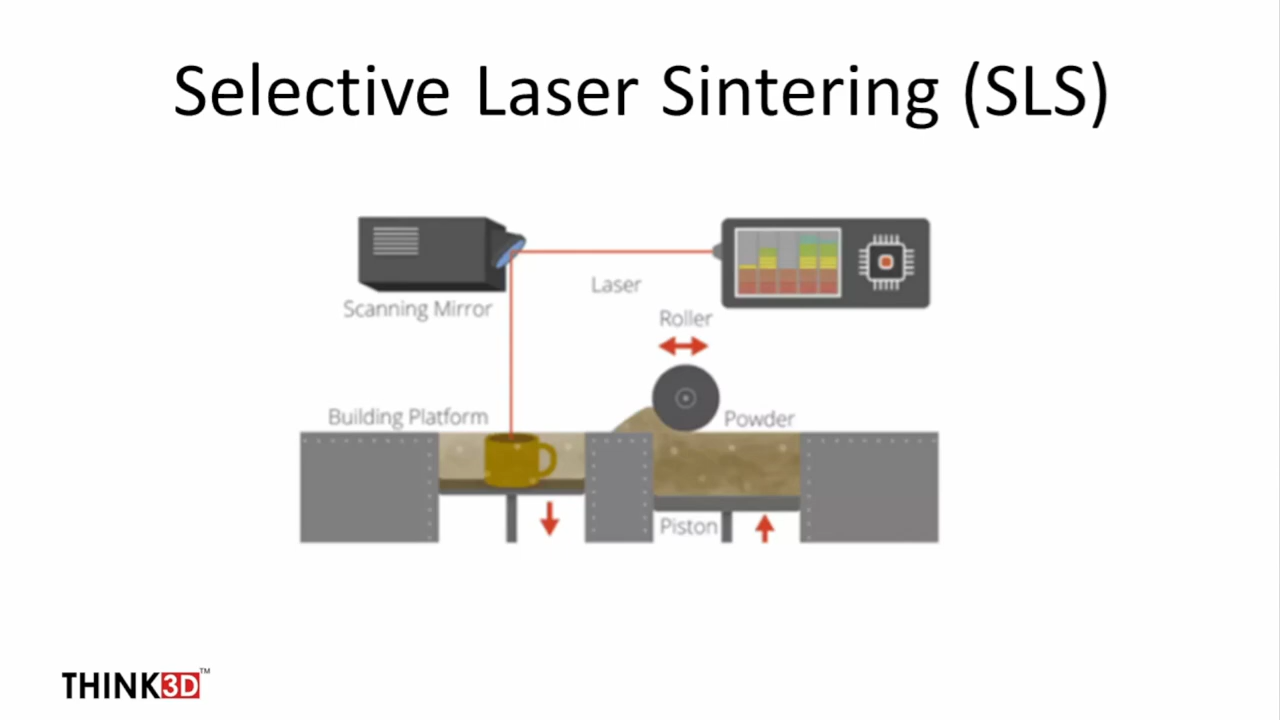 Selective Laser Sintering (SLS)
Scanning Mirror
Laser
Roller
Building Platform
Powder
Piston
THINK3D™